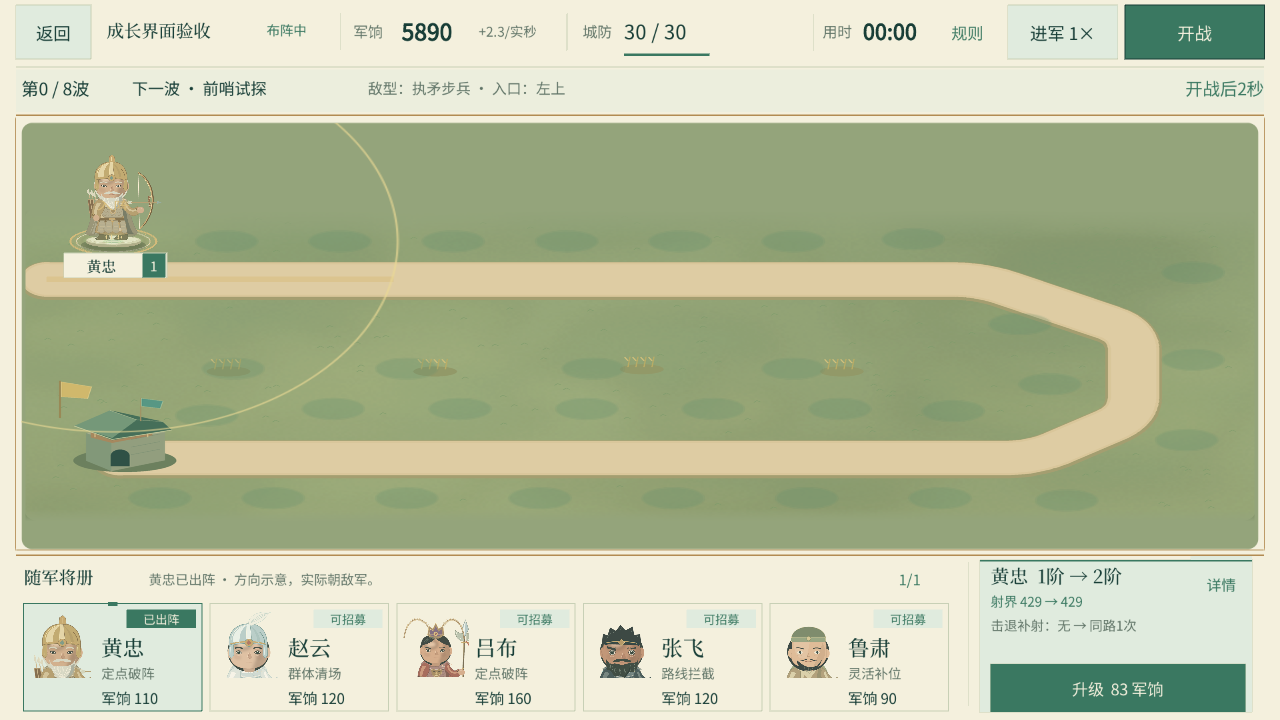 返回 成长界面验收 布阵中 军饷 5890 +2.3/实秒 城防 30 / 30 用时 00:00 规则 进军 1× 开战
第0 / 8波 下一波 · 前哨试探 敌型：执矛步兵 · 入口：左上 开战后2秒
黄忠 1
随军将册 黄忠已出阵 · 方向示意，实际朝敌军。 1/1
已出阵
黄忠
定点破阵
军饷 110
可招募
赵云
群体清场
军饷 120
可招募
吕布
定点破阵
军饷 160
可招募
张飞
路线拦截
军饷 120
可招募
鲁肃
灵活补位
军饷 90
黄忠 1阶 → 2阶 详情
射界 429 → 429
击退补射：无 → 同路1次
升级 83 军饷